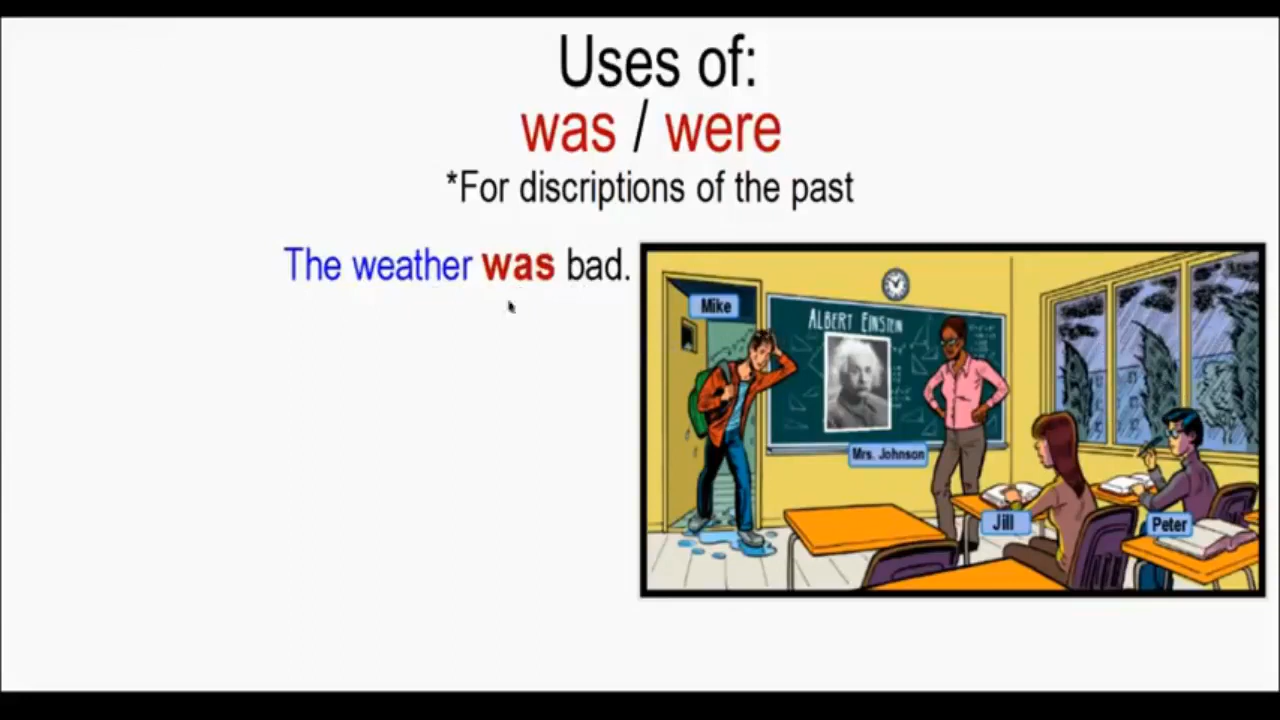 Uses of:
was / were
*For discriptions of the past
The weather was bad.
Mike
ALBERT EINSTEIN
Mrs. Johnson
Jill
Peter